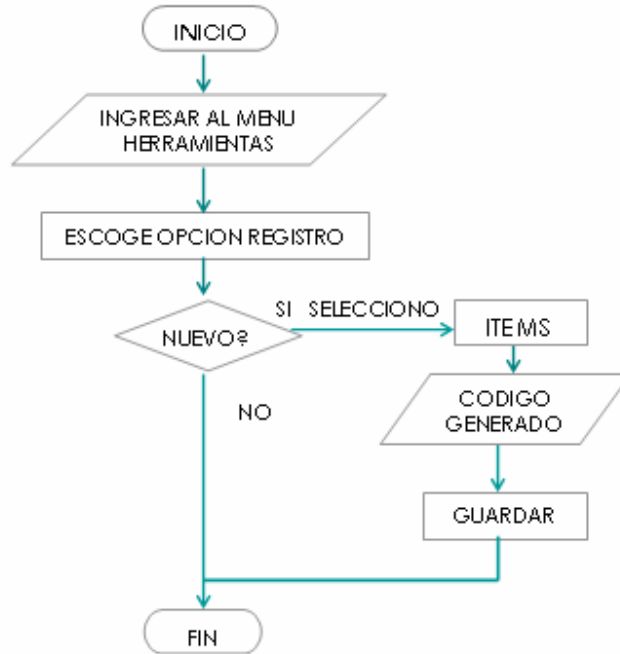 INICIO
INGRESAR AL MENU
HERRAMIENTAS
ESCOGE OPCION REGISTRO
NUEVO?
SI SELECCIONO
ITEMS
CODIGO
GENERADO
NO
GUARDAR
FIN